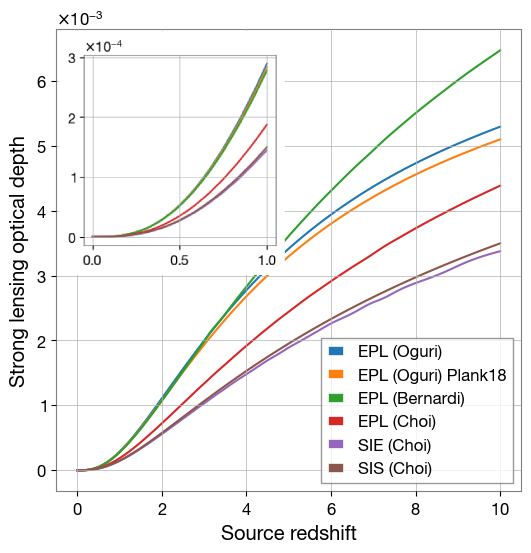 ×10⁻³
×10⁻⁴
3
2
1
0
0.0 0.5 1.0
6
5
4
3
2
1
0
Strong lensing optical depth
EPL (Oguri)
EPL (Oguri) Plank18
EPL (Bernardi)
EPL (Choi)
SIE (Choi)
SIS (Choi)
0 2 4 6 8 10
Source redshift